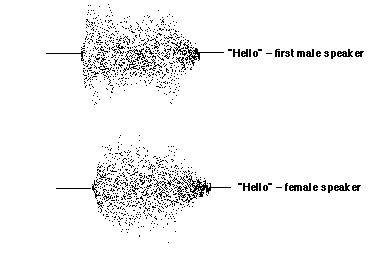 "Hello" – first male speaker
"Hello" – female speaker